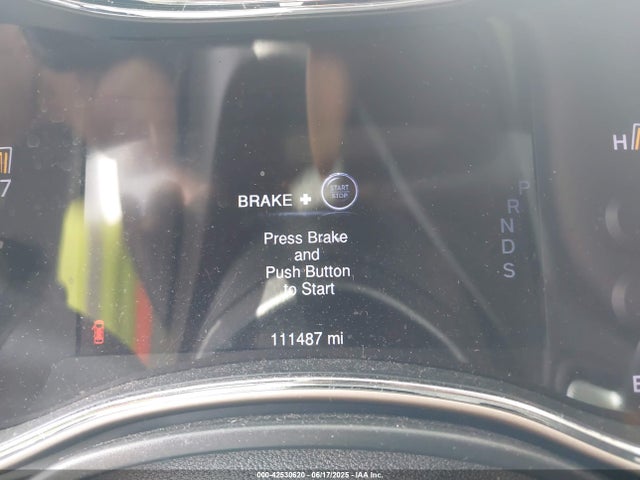 7
H
BRAKE + START STOP
Press Brake
and
Push Button
to Start
P
R
N
D
S
111487 mi
E
000-42530620 - 06/17/2025 - © IAA Inc.